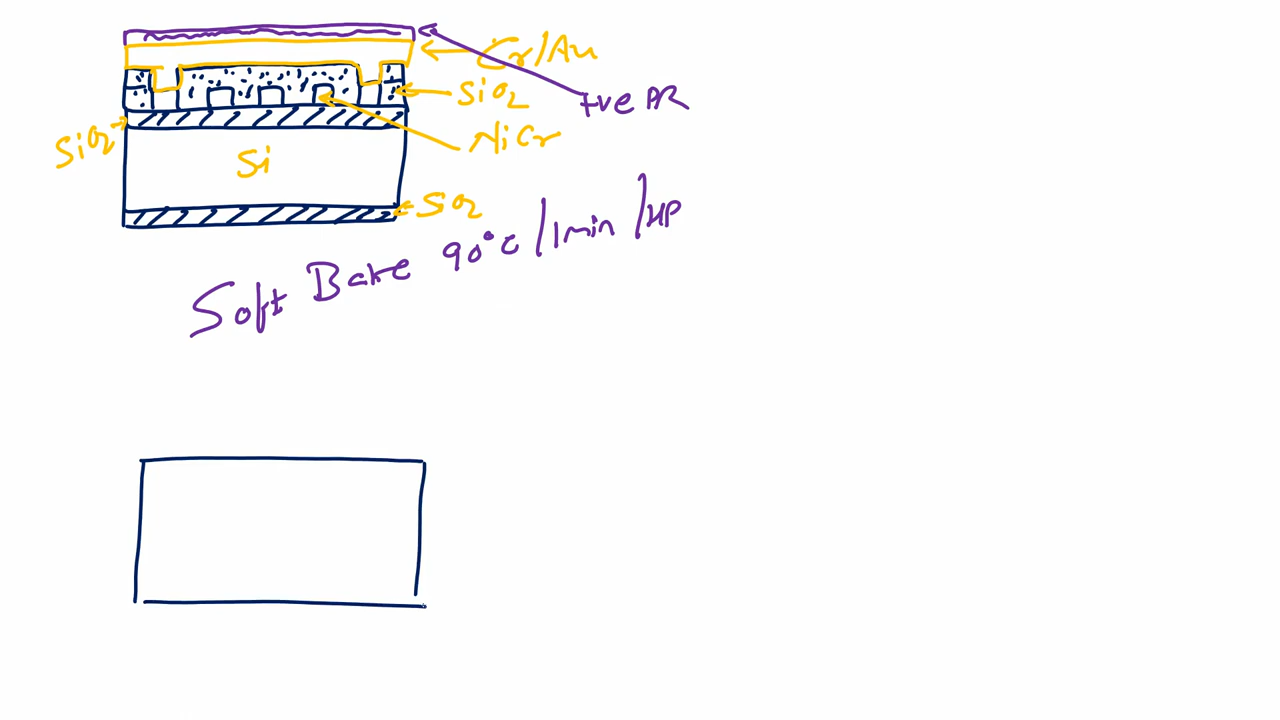 Cr/Au
SiO2
+ve PR
NiCr
SiO2
Si
SiO2
Soft Bake 90°C/1min/HP